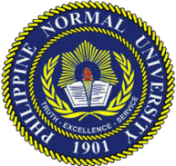 PHILIPPINE NORMAL UNIVERSITY
TRUTH . EXCELLENCE . SERVICE
1901